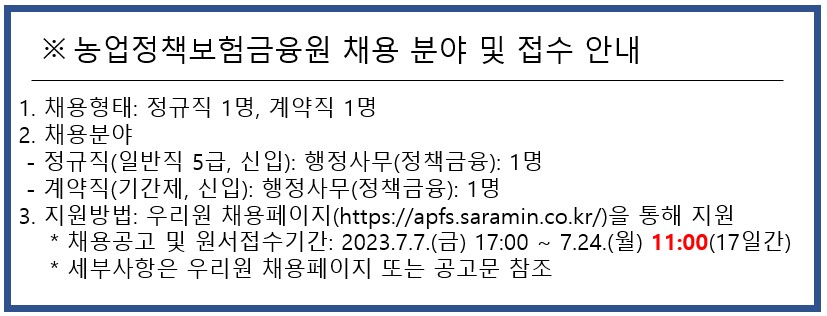 ※ 농업정책보험금융원 채용 분야 및 접수 안내
1. 채용형태: 정규직 1명, 계약직 1명
2. 채용분야
- 정규직(일반직 5급, 신입): 행정사무(정책금융): 1명
- 계약직(기간제, 신입): 행정사무(정책금융): 1명
3. 지원방법: 우리원 채용페이지(https://apfs.saramin.co.kr/)을 통해 지원
* 채용공고 및 원서접수기간: 2023.7.7.(금) 17:00 ~ 7.24.(월) 11:00(17일간)
* 세부사항은 우리원 채용페이지 또는 공고문 참조